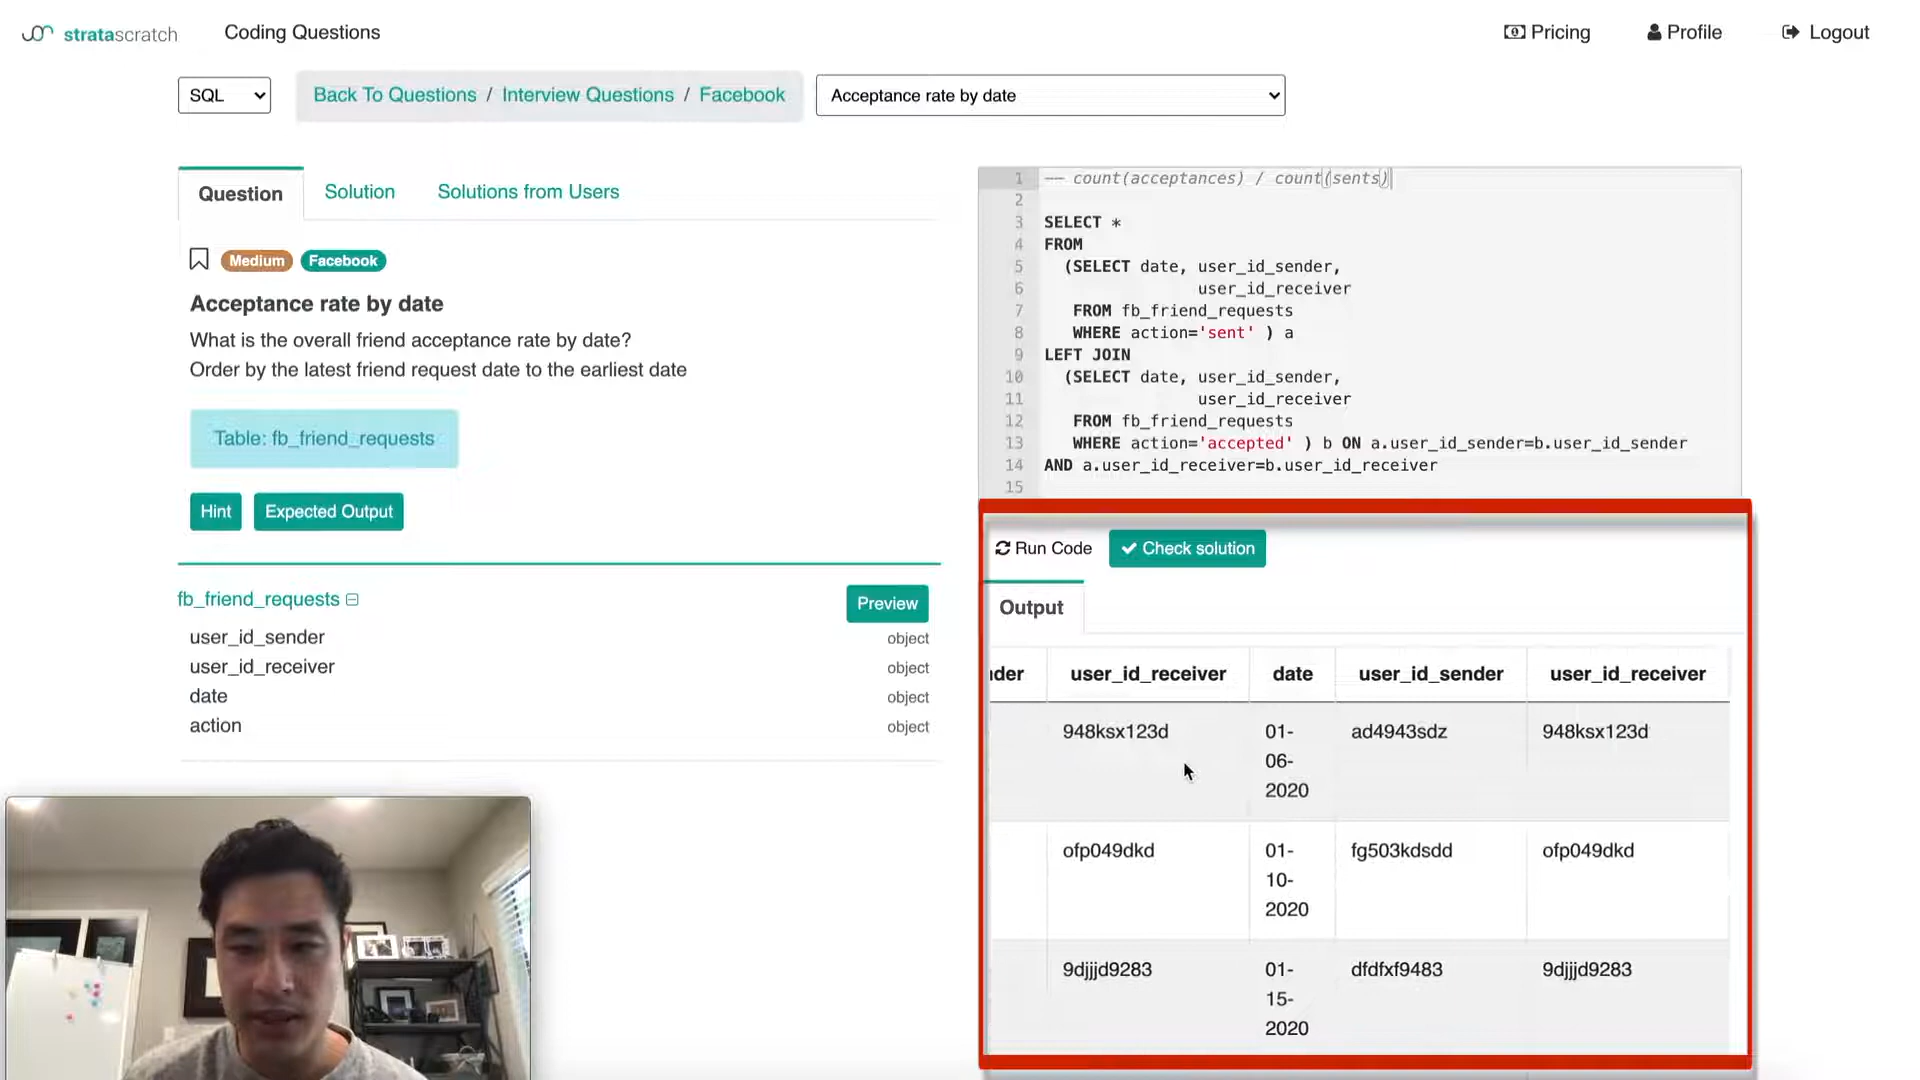 stratascratch
Coding Questions
Pricing
Profile
Logout
SQL
Back To Questions / Interview Questions / Facebook
Acceptance rate by date
Question
Solution
Solutions from Users
Medium
Facebook
Acceptance rate by date
What is the overall friend acceptance rate by date?
Order by the latest friend request date to the earliest date
Table: fb_friend_requests
Hint
Expected Output
fb_friend_requests
Preview
user_id_sender object
user_id_receiver object
date object
action object
1 -- count(acceptances) / count(sents)
2
3 SELECT *
4 FROM
5 (SELECT date, user_id_sender,
6 user_id_receiver
7 FROM fb_friend_requests
8 WHERE action='sent' ) a
9 LEFT JOIN
10 (SELECT date, user_id_sender,
11 user_id_receiver
12 FROM fb_friend_requests
13 WHERE action='accepted' ) b ON a.user_id_sender=b.user_id_sender
14 AND a.user_id_receiver=b.user_id_receiver
15
Run Code
Check solution
Output
nder user_id_receiver date user_id_sender user_id_receiver
948ksx123d 01- ad4943sdz 948ksx123d
06-
2020
ofp049dkd 01- fg503kdsdd ofp049dkd
10-
2020
9djjjd9283 01- dfdfxf9483 9djjjd9283
15-
2020